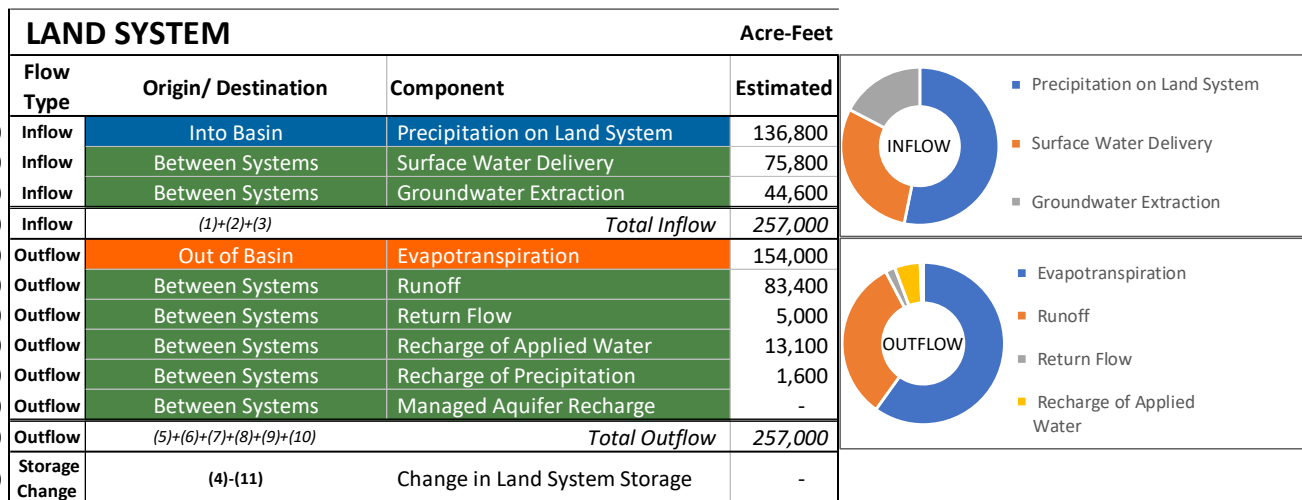 LAND SYSTEM Acre-Feet
Flow Type Origin/ Destination Component Estimated
) Inflow Into Basin Precipitation on Land System 136,800
) Inflow Between Systems Surface Water Delivery 75,800
) Inflow Between Systems Groundwater Extraction 44,600
) Inflow (1)+(2)+(3) Total Inflow 257,000
) Outflow Out of Basin Evapotranspiration 154,000
) Outflow Between Systems Runoff 83,400
) Outflow Between Systems Return Flow 5,000
) Outflow Between Systems Recharge of Applied Water 13,100
) Outflow Between Systems Recharge of Precipitation 1,600
) Outflow Between Systems Managed Aquifer Recharge -
) Outflow (5)+(6)+(7)+(8)+(9)+(10) Total Outflow 257,000
) Storage Change (4)-(11) Change in Land System Storage -
INFLOW
Precipitation on Land System
Surface Water Delivery
Groundwater Extraction
OUTFLOW
Evapotranspiration
Runoff
Return Flow
Recharge of Applied
Water